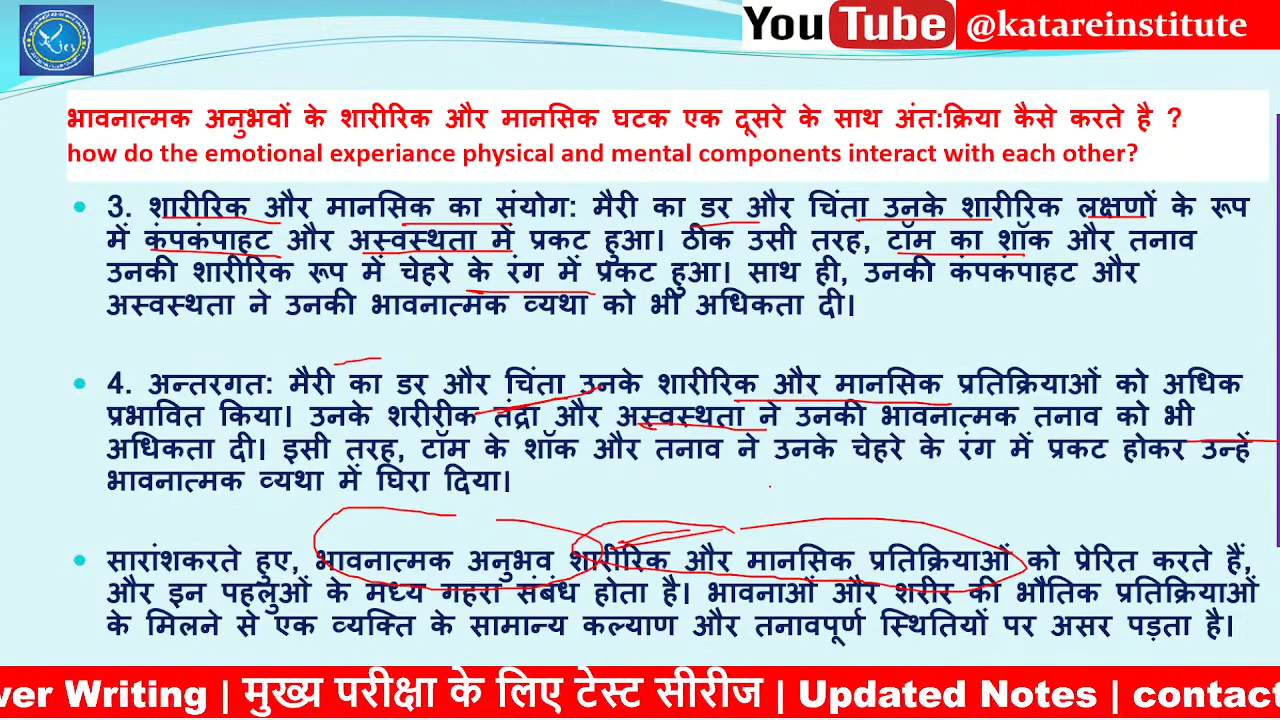 YouTube @katareinstitute
भावनात्मक अनुभवों के शारीरिक और मानसिक घटक एक दूसरे के साथ अंत:क्रिया कैसे करते है ?
how do the emotional experiance physical and mental components interact with each other?
3. शारीरिक और मानसिक का संयोग: मैरी का डर और चिंता उनके शारीरिक लक्षणों के रूप
में कंपकंपाहट और अस्वस्थता में प्रकट हुआ। ठीक उसी तरह, टॉम का शॉक और तनाव
उनकी शारीरिक रूप में चेहरे के रंग में प्रकट हुआ। साथ ही, उनकी कंपकंपाहट और
अस्वस्थता ने उनकी भावनात्मक व्यथा को भी अधिकता दी।
4. अन्तरगत: मैरी का डर और चिंता उनके शारीरिक और मानसिक प्रतिक्रियाओं को अधिक
प्रभावित किया। उनके शरीरीक तंद्रा और अस्वस्थता ने उनकी भावनात्मक तनाव को भी
अधिकता दी। इसी तरह, टॉम के शॉक और तनाव ने उनके चेहरे के रंग में प्रकट होकर उन्हें
भावनात्मक व्यथा में घिरा दिया।
सारांशकरते हुए, भावनात्मक अनुभव शारीरिक और मानसिक प्रतिक्रियाओं को प्रेरित करते हैं,
और इन पहलुओं के मध्य गहरा संबंध होता है। भावनाओं और शरीर की भौतिक प्रतिक्रियाओं
के मिलने से एक व्यक्ति के सामान्य कल्याण और तनावपूर्ण स्थितियों पर असर पड़ता है।
ver Writing | मुख्य परीक्षा के लिए टेस्ट सीरीज | Updated Notes | contact